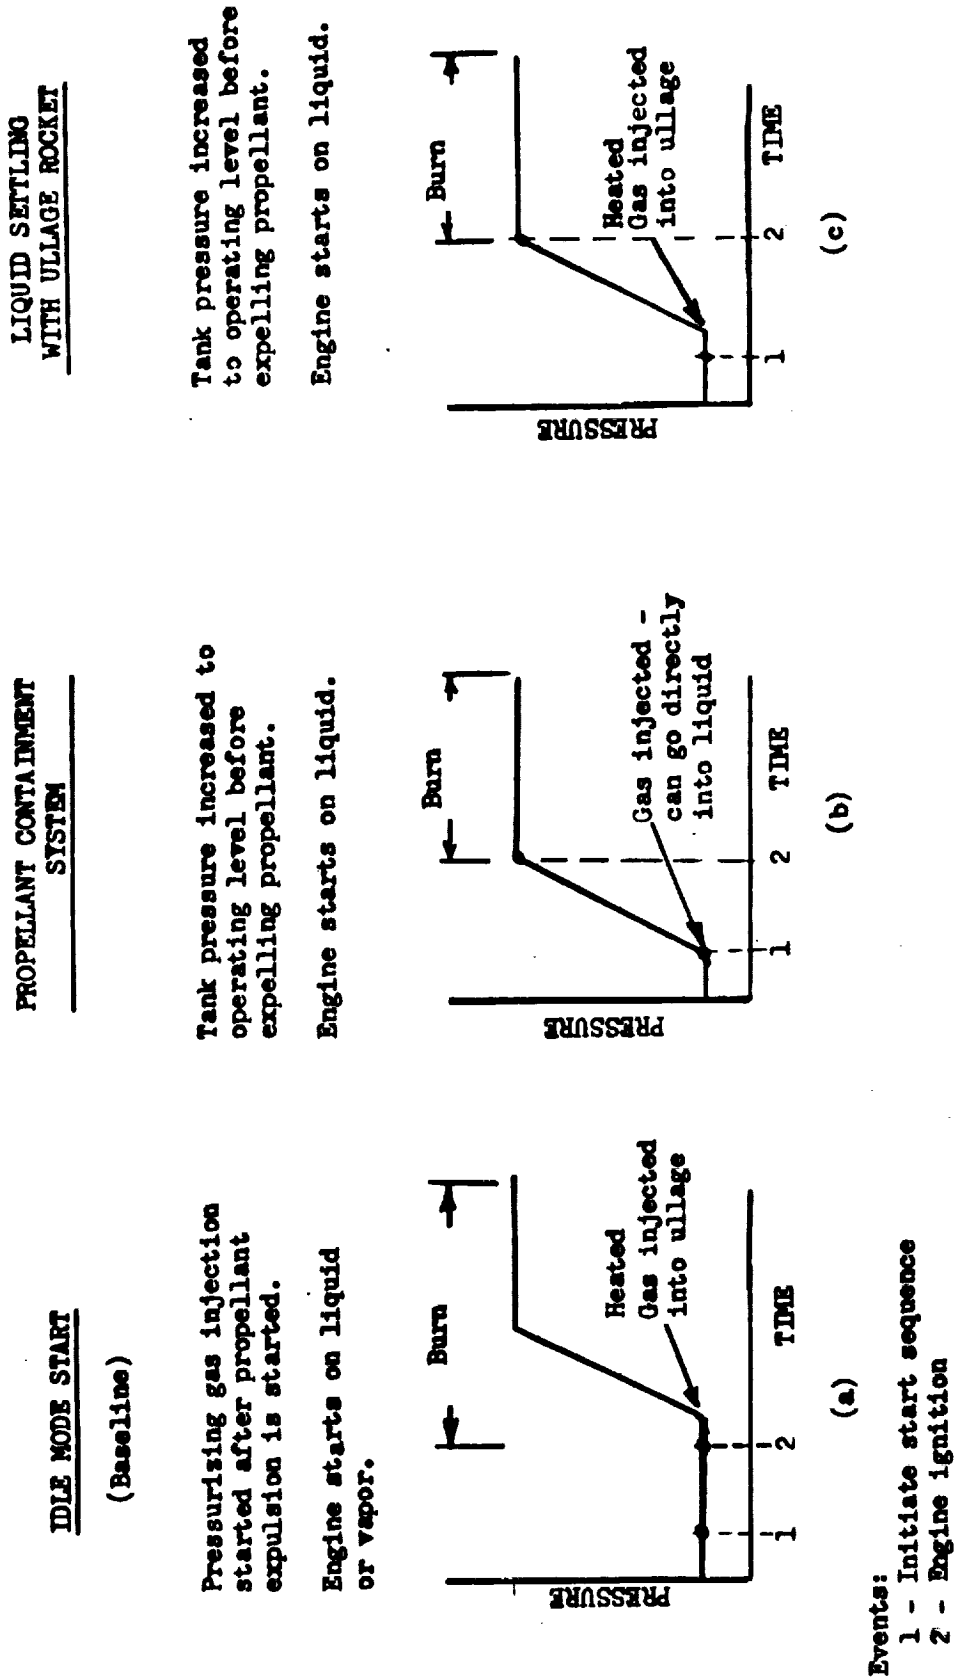 IDLE MODE START
(Baseline)
Pressurizing gas injection
started after propellant
expulsion is started.
Engine starts on liquid
or vapor.
PRESSURE
Burn
Heated
Gas injected
into ullage
1
2
TIME
(a)
PROPELLANT CONTAINMENT
SYSTEM
Tank pressure increased to
operating level before
expelling propellant.
Engine starts on liquid.
PRESSURE
Burn
Gas injected -
can go directly
into liquid
1
2
TIME
(b)
LIQUID SETTLING
WITH ULLAGE ROCKET
Tank pressure increased
to operating level before
expelling propellant.
Engine starts on liquid.
PRESSURE
Burn
Heated
Gas injected
into ullage
1
2
TIME
(c)
Events:
1 - Initiate start sequence
2 - Engine ignition